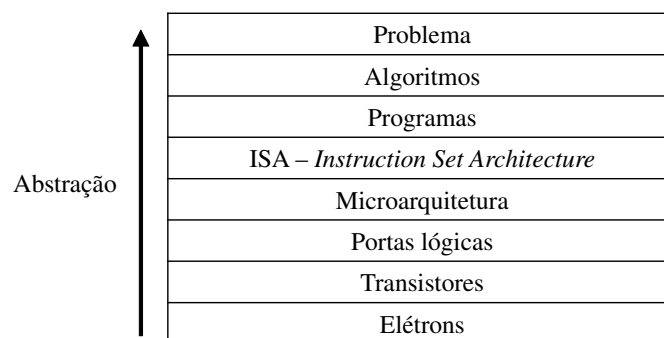 Problema
Algoritmos
Programas
ISA – Instruction Set Architecture
Abstração
Microarquitetura
Portas lógicas
Transistores
Elétrons